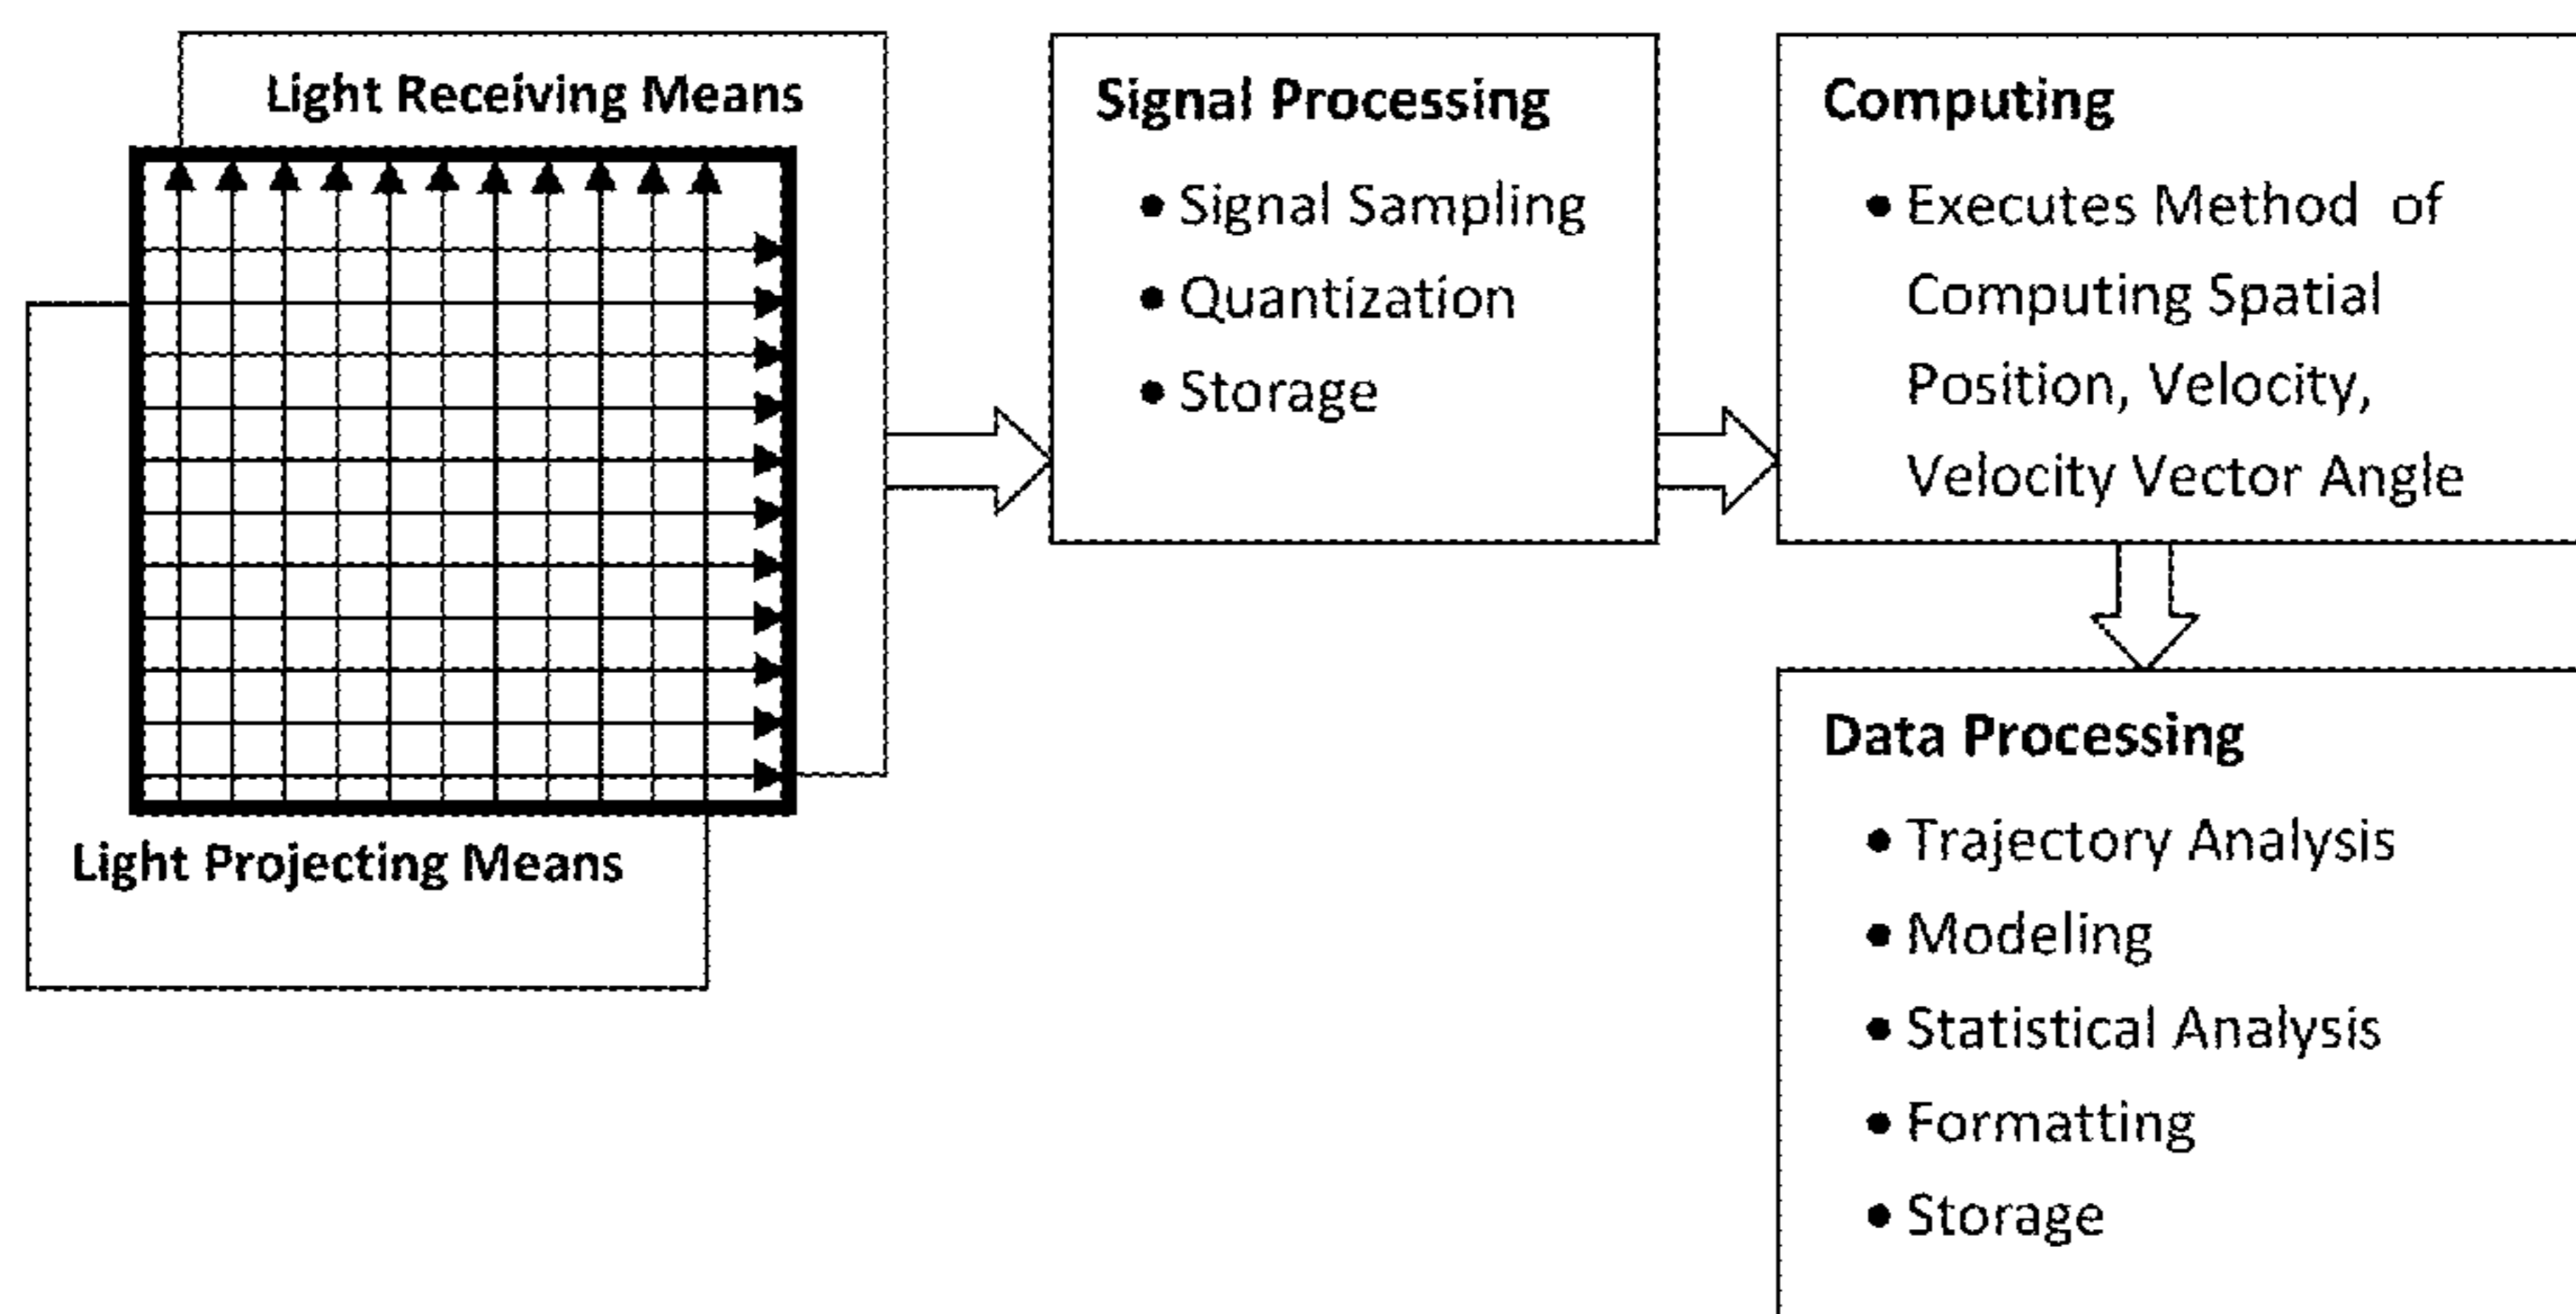 Light Receiving Means
Light Projecting Means
Signal Processing
• Signal Sampling
• Quantization
• Storage
Computing
• Executes Method of
Computing Spatial
Position, Velocity,
Velocity Vector Angle
Data Processing
• Trajectory Analysis
• Modeling
• Statistical Analysis
• Formatting
• Storage